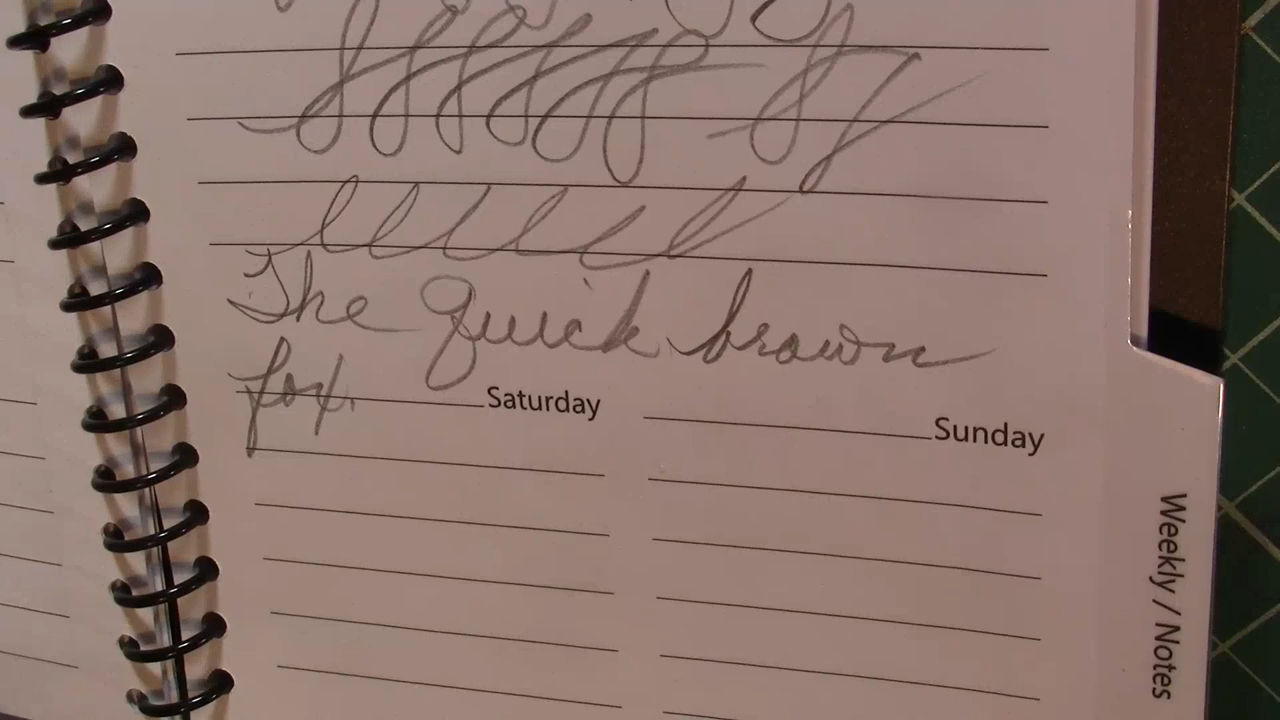 The quick brown
fox.
Saturday
Sunday
Weekly / Notes